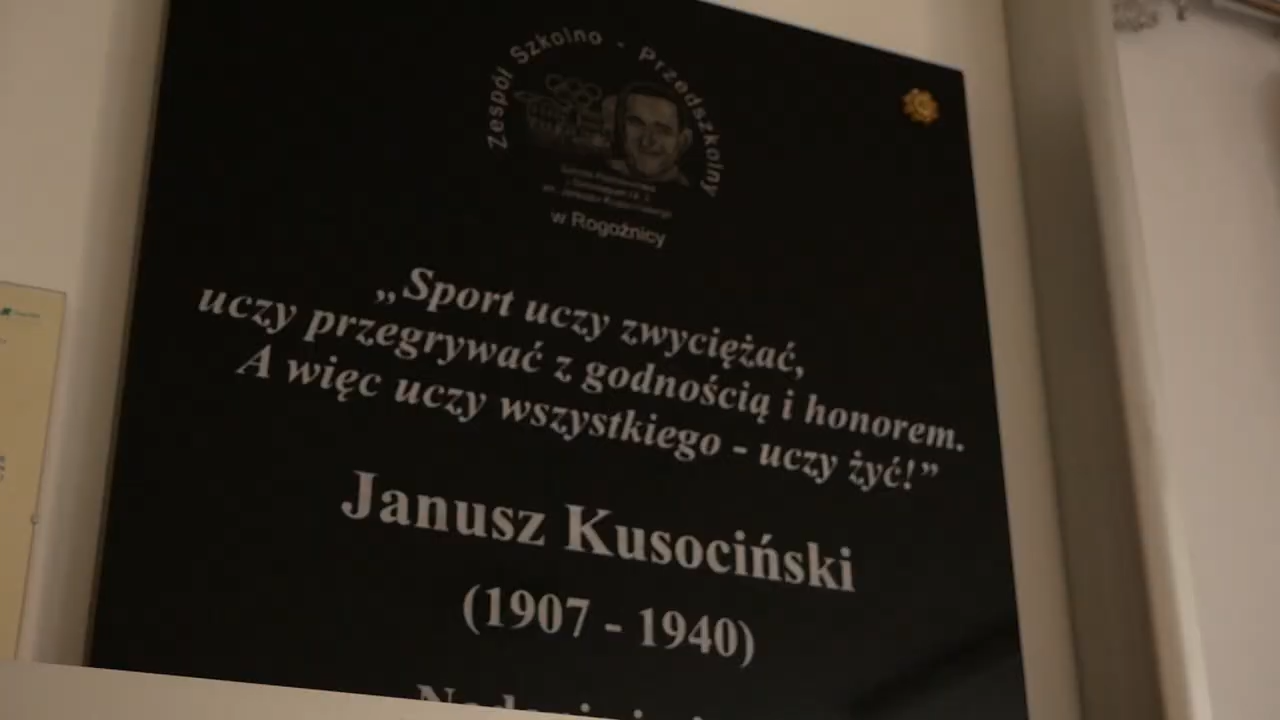 Zespół Szkolno - Przedszkolny
w Rogoźnicy
„Sport uczy zwyciężać,
uczy przegrywać z godnością i honorem.
A więc uczy wszystkiego - uczy żyć!”
Janusz Kusociński
(1907 - 1940)